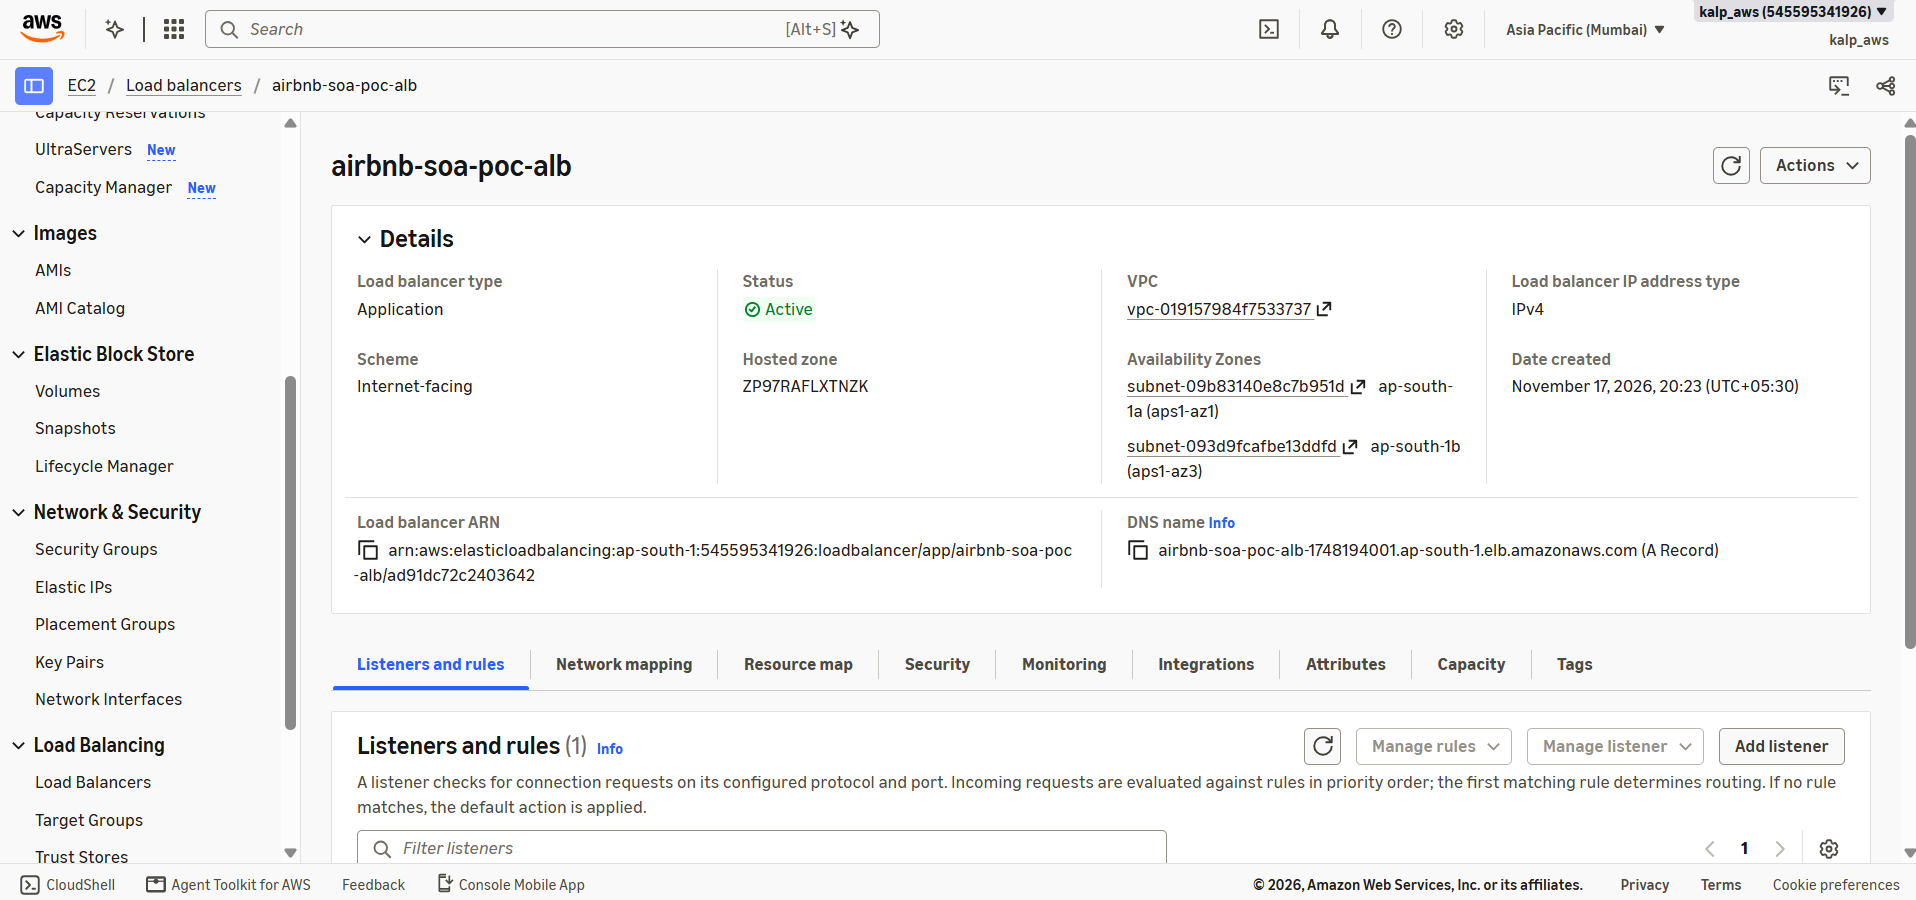 aws
Search
[Alt+S]
Asia Pacific (Mumbai)
kalp_aws (545595341926)
kalp_aws
EC2 / Load balancers / airbnb-soa-poc-alb
Capacity Reservations
UltraServers New
Capacity Manager New
Images
AMIs
AMI Catalog
Elastic Block Store
Volumes
Snapshots
Lifecycle Manager
Network & Security
Security Groups
Elastic IPs
Placement Groups
Key Pairs
Network Interfaces
Load Balancing
Load Balancers
Target Groups
Trust Stores
airbnb-soa-poc-alb
Actions
Details
Load balancer type
Application
Status
Active
VPC
vpc-019157984f7533737
Load balancer IP address type
IPv4
Scheme
Internet-facing
Hosted zone
ZP97RAFLXTNZK
Availability Zones
subnet-09b83140e8c7b951d ap-south-
1a (aps1-az1)
subnet-093d9fcafbe13ddfd ap-south-1b
(aps1-az3)
Date created
November 17, 2026, 20:23 (UTC+05:30)
Load balancer ARN
arn:aws:elasticloadbalancing:ap-south-1:545595341926:loadbalancer/app/airbnb-soa-poc
-alb/ad91dc72c2403642
DNS name Info
airbnb-soa-poc-alb-1748194001.ap-south-1.elb.amazonaws.com (A Record)
Listeners and rules
Network mapping
Resource map
Security
Monitoring
Integrations
Attributes
Capacity
Tags
Listeners and rules (1) Info
Manage rules
Manage listener
Add listener
A listener checks for connection requests on its configured protocol and port. Incoming requests are evaluated against rules in priority order; the first matching rule determines routing. If no rule
matches, the default action is applied.
Filter listeners
1
CloudShell
Agent Toolkit for AWS
Feedback
Console Mobile App
© 2026, Amazon Web Services, Inc. or its affiliates.
Privacy
Terms
Cookie preferences